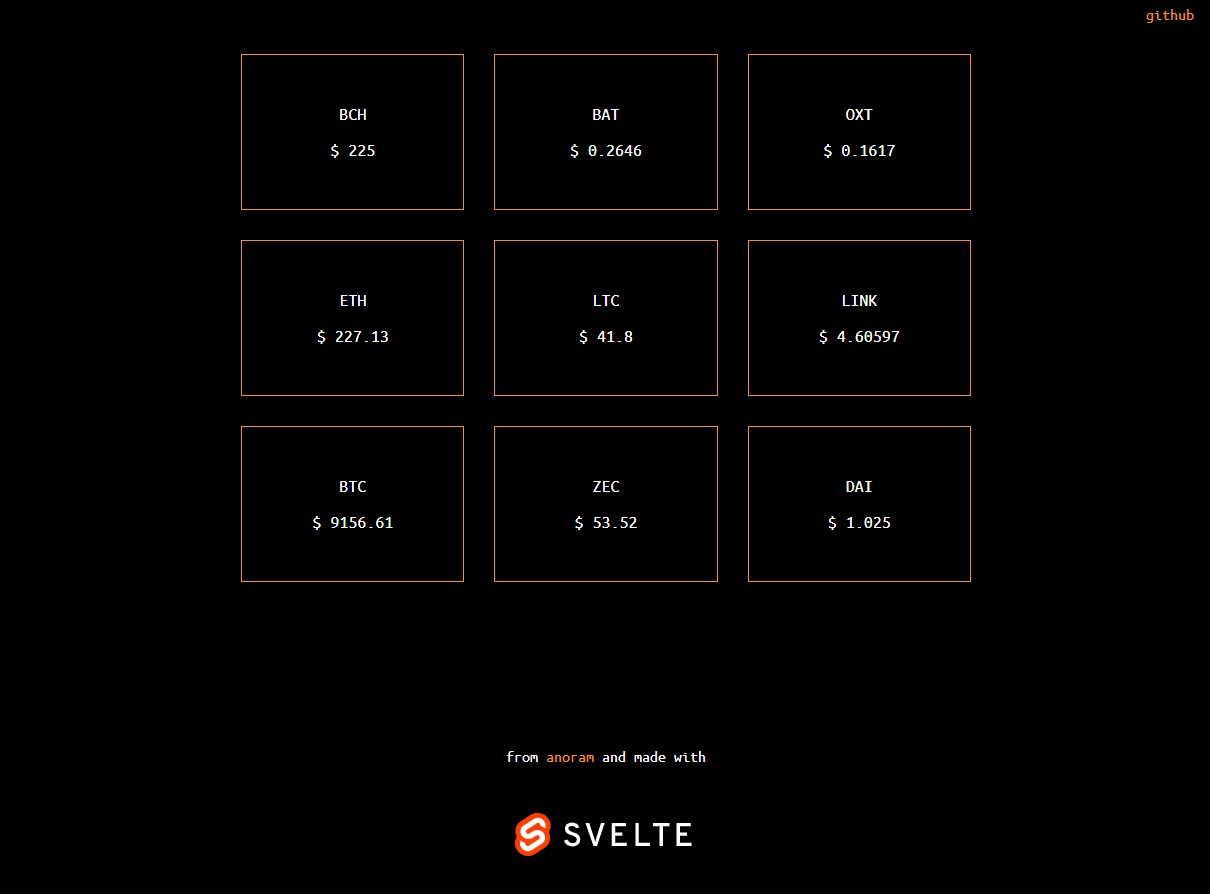 github
BCH
$ 225
BAT
$ 0.2646
OXT
$ 0.1617
ETH
$ 227.13
LTC
$ 41.8
LINK
$ 4.60597
BTC
$ 9156.61
ZEC
$ 53.52
DAI
$ 1.025
from anoram and made with
SVELTE